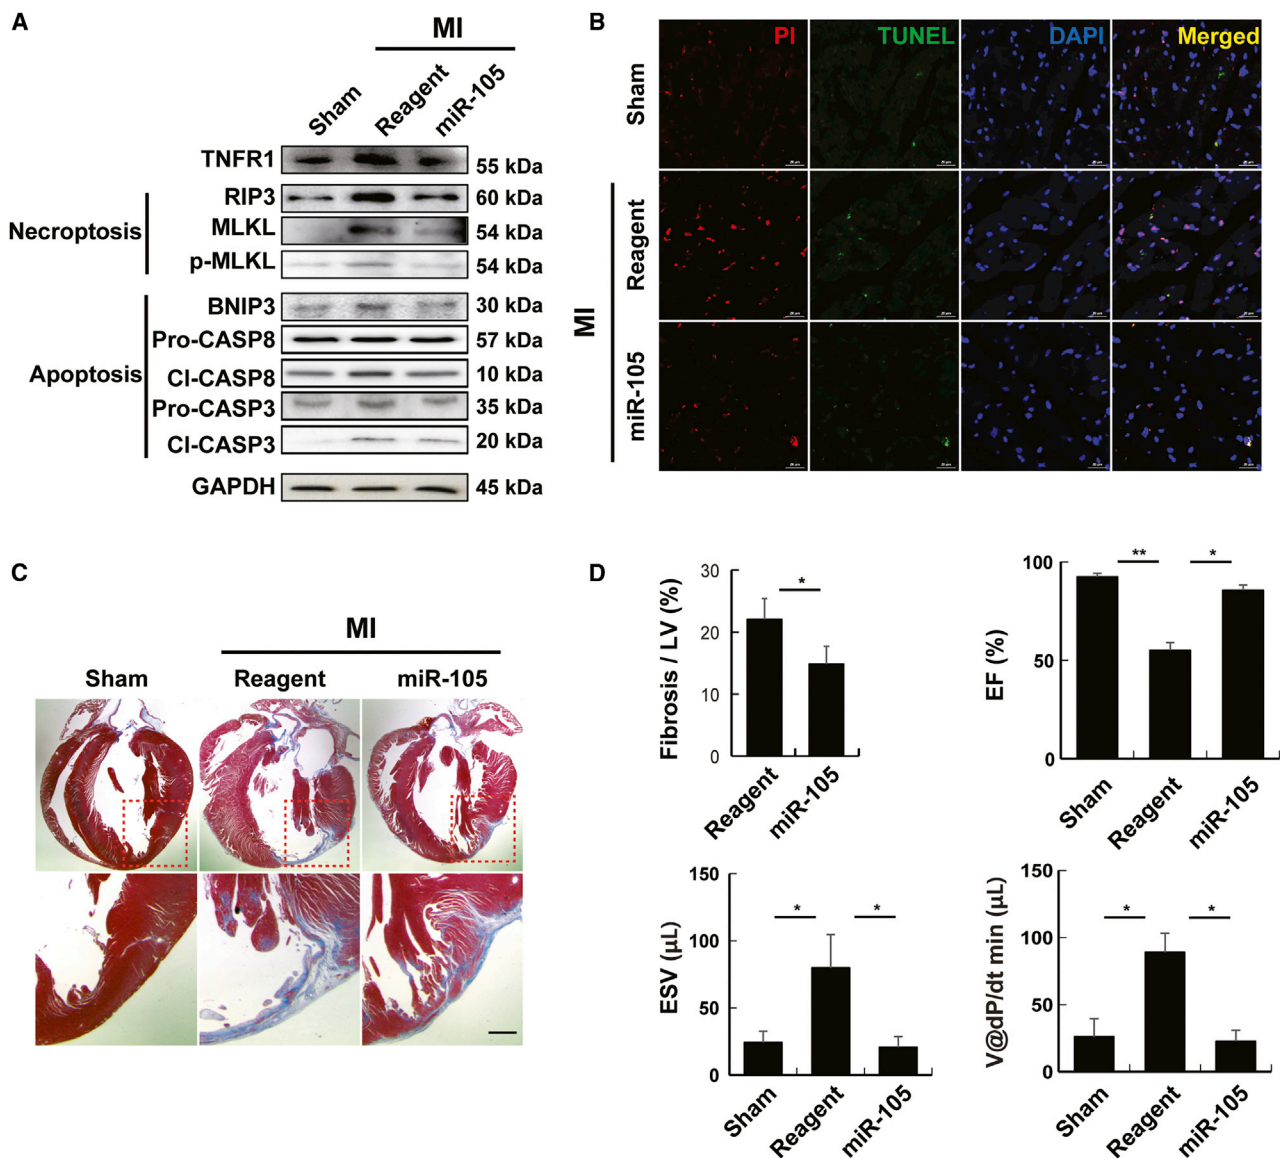 A
MI
Sham
Reagent
miR-105
TNFR1
55 kDa
Necroptosis
RIP3
60 kDa
MLKL
54 kDa
p-MLKL
54 kDa
Apoptosis
BNIP3
30 kDa
Pro-CASP8
57 kDa
Cl-CASP8
10 kDa
Pro-CASP3
35 kDa
Cl-CASP3
20 kDa
GAPDH
45 kDa
B
PI
TUNEL
DAPI
Merged
Sham
MI
Reagent
miR-105
C
MI
Sham
Reagent
miR-105
D
Fibrosis / LV (%)
30
20
10
0
*
Reagent
miR-105
EF (%)
100
50
0
**
*
Sham
Reagent
miR-105
ESV (µL)
150
100
50
0
*
*
Sham
Reagent
miR-105
V@dP/dt min (µL)
150
100
50
0
*
*
Sham
Reagent
miR-105